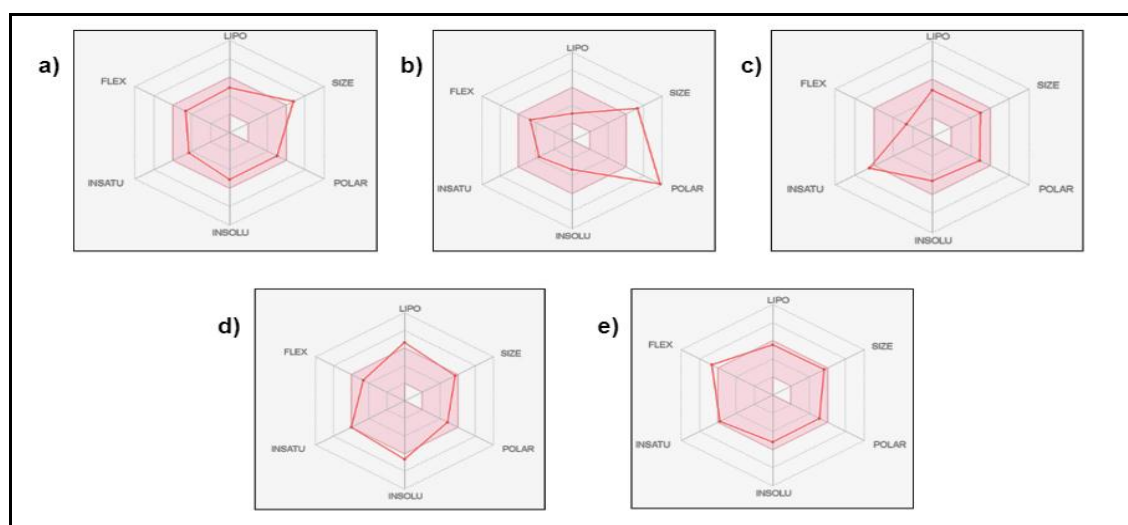 a)
LIPO
FLEX
SIZE
INSATU
POLAR
INSOLU
b)
LIPO
FLEX
SIZE
INSATU
POLAR
INSOLU
c)
LIPO
FLEX
SIZE
INSATU
POLAR
INSOLU
d)
LIPO
FLEX
SIZE
INSATU
POLAR
INSOLU
e)
LIPO
FLEX
SIZE
INSATU
POLAR
INSOLU